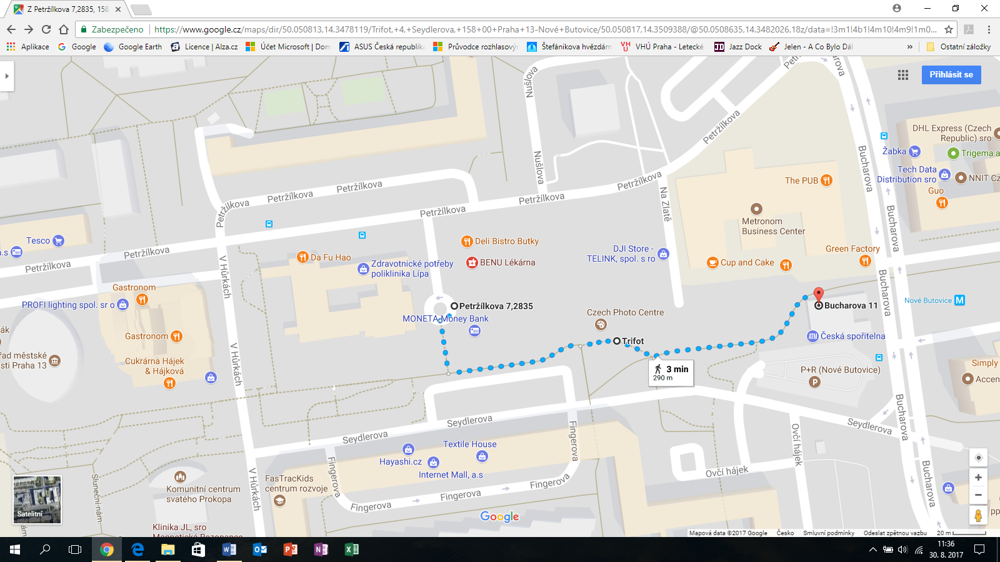 Z Petržílkova 7,2835, 158
Zabezpečeno
https://www.google.cz/maps/dir/50.050813,14.3478119/Trifot,+4,+Seydlerova,+158+00+Praha+13-Nové+Butovice/50.050817,14.3509388/@50.0508635,14.3482026,18z/data=!3m1!4b1!4m10!4m9!1m0...
Aplikace
Google
Google Earth
Licence | Alza.cz
Účet Microsoft | Dom
ASUS Česká republika
Průvodce rozhlasovým
Štefánikova hvězdárn
VHÚ Praha - Letecké
Jazz Dock
Jelen - A Co Bylo Dál
»
Ostatní záložky
Přihlásit se
Nušlova
Petržílkova
Bucharova
DHL Express (Czech
Republic) sro
Žabka
Trigema a
Tech Data
Distribution sro
NNIT Cz
Guo
Petržílkova
Nušlova
Bucharova
The PUB
Petržílkova
Petržílkova
Petržílkova
Petržílkova
Petržílkova
Petržílkova
Na Zlatě
Bucharova
Metronom
Business Center
Tesco
a.s
Petržílkova
Petržílkova
V Hůrkách
Da Fu Hao
Deli Bistro Butky
Zdravotnické potřeby
poliklinika Lípa
BENU Lékárna
DJI Store -
TELINK, spol. s ro
Cup and Cake
Green Factory
Bucharova
Gastronom
PROFI lighting spol. sr o
Petržílkova 7,2835
MONETA Money Bank
Czech Photo Centre
Bucharova 11
Nové Butovice
M
Gastronom
Trifot
ATM
Česká spořitelna
řad městské
sti Praha 13
Cukrárna Hájek
& Hájková
V Hůrkách
3 min
290 m
P+R (Nové Butovice)
P
Simply
Accen
Bucharova
Seydlerova
Seydlerova
Seydlerova
Fingerova
Ovčí hájek
Textile House
Hayashi.cz
Internet Mall, a.s
Ovčí hájek
Bucharova
Fingerova
Fingerova
Fingerova
Fingerova
V Hůrkách
FasTracKids
centrum rozvoje
Komunitní centrum
svatého Prokopa
Sluneční nám.
Satelitní
Klinika JL, sro
Magnetická Rezonance
Google
Mapová data ©2017 Google
Česko
Smluvní podmínky
Odeslat zpětnou vazbu
20 m
11:36
30. 8. 2017